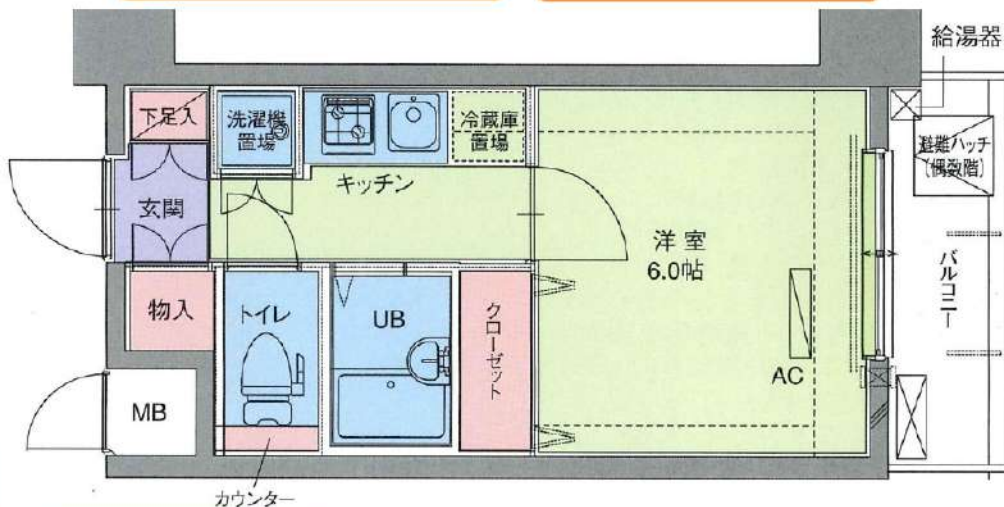 給湯器
下足入
洗濯機
置場
冷蔵庫
置場
避難ハッチ
(偶数階)
キッチン
玄関
洋室
6.0帖
バルコニー
物入
トイレ
UB
クローゼット
AC
MB
カウンター